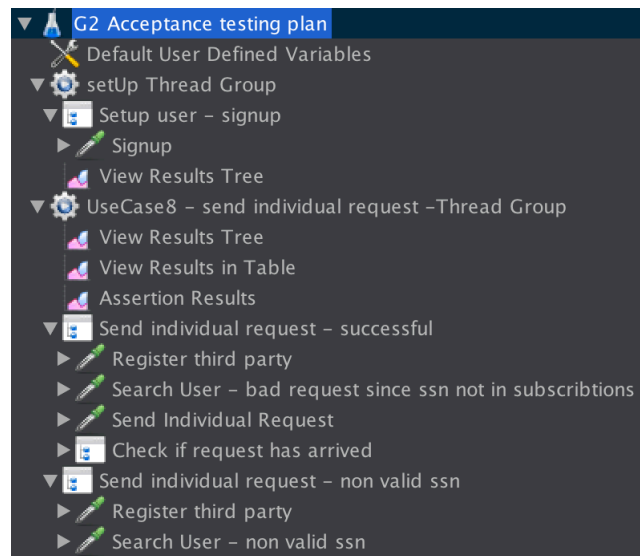 G2 Acceptance testing plan
Default User Defined Variables
setUp Thread Group
Setup user – signup
Signup
View Results Tree
UseCase8 – send individual request –Thread Group
View Results Tree
View Results in Table
Assertion Results
Send individual request – successful
Register third party
Search User – bad request since ssn not in subscribtions
Send Individual Request
Check if request has arrived
Send individual request – non valid ssn
Register third party
Search User – non valid ssn